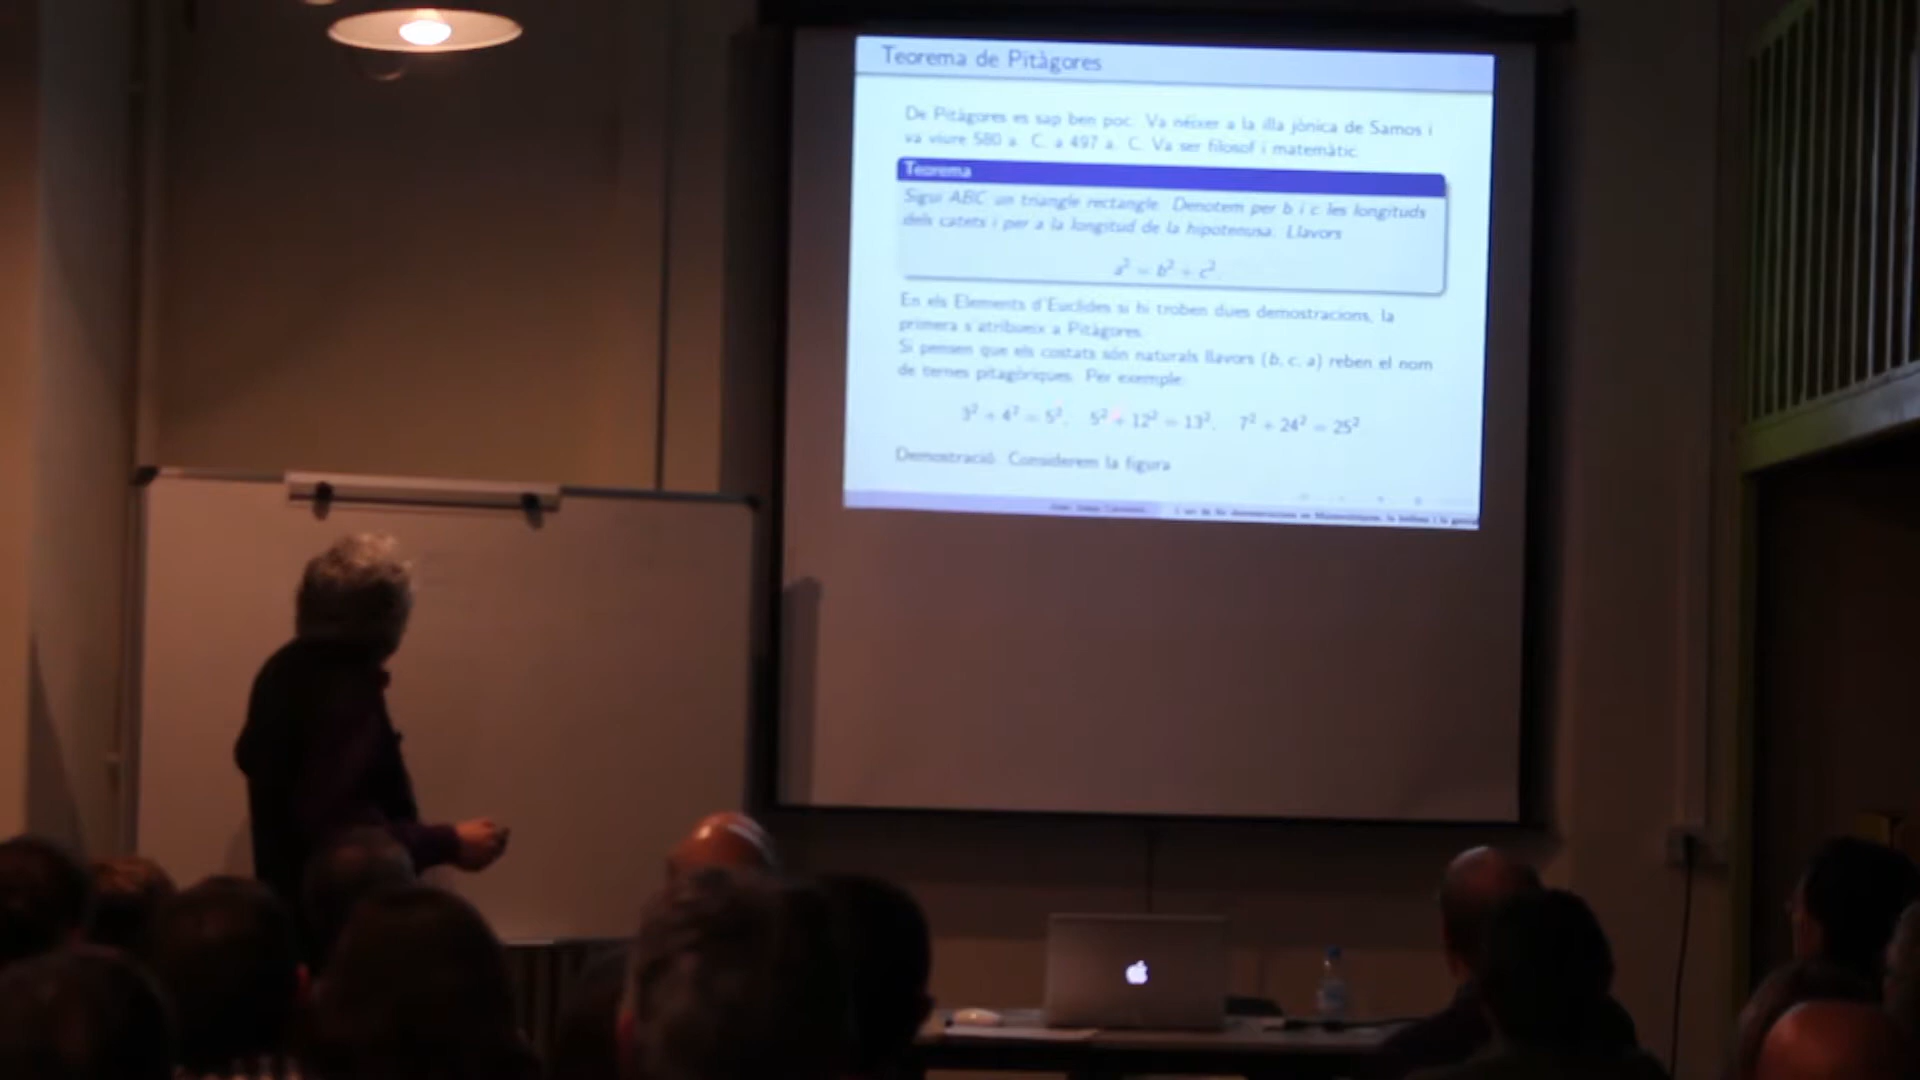 Teorema de Pitàgores
De Pitàgores es sap ben poc. Va néixer a la illa jònica de Samos i
va viure 580 a. C. a 497 a. C. Va ser filosof i matemàtic.
Teorema
Sigui ABC un triangle rectangle. Denotem per b i c les longituds
dels catets i per a la longitud de la hipotenusa. Llavors
a² = b² + c².
En els Elements d'Euclides si hi troben dues demostracions, la
primera s'atribueix a Pitàgores.
Si pensen que els costats són naturals llavors (b, c, a) reben el nom
de ternes pitagòriques. Per exemple:
3² + 4² = 5², 5² + 12² = 13², 7² + 24² = 25²
Demostració. Considerem la figura